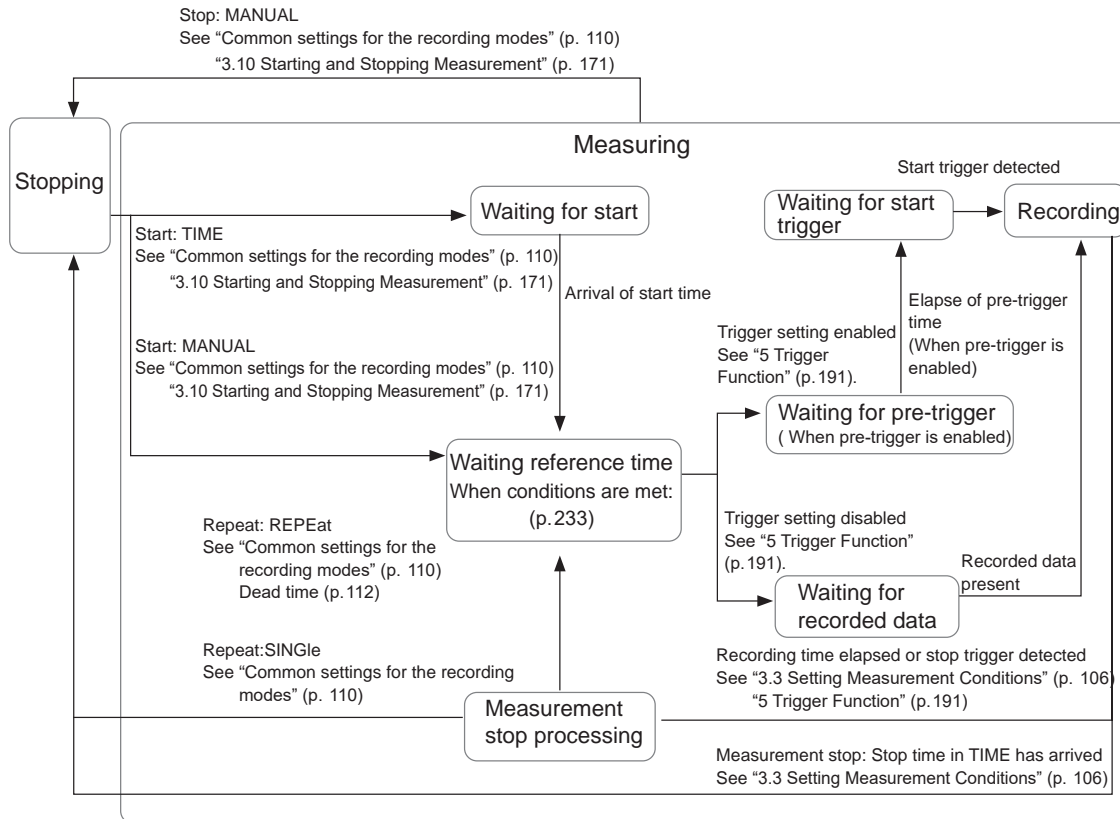 Stop: MANUAL
See “Common settings for the recording modes” (p. 110)
“3.10 Starting and Stopping Measurement” (p. 171)
Measuring
Stopping
Start trigger detected
Waiting for start
Waiting for start
trigger
Recording
Start: TIME
See “Common settings for the recording modes” (p. 110)
“3.10 Starting and Stopping Measurement” (p. 171)
Arrival of start time
Elapse of pre-trigger
time
(When pre-trigger is
enabled)
Trigger setting enabled
See “5 Trigger
Function” (p.191).
Start: MANUAL
See “Common settings for the recording modes” (p. 110)
“3.10 Starting and Stopping Measurement” (p. 171)
Waiting for pre-trigger
( When pre-trigger is enabled)
Waiting reference time
When conditions are met:
(p.233)
Repeat: REPEat
See “Common settings for the
recording modes” (p. 110)
Dead time (p.112)
Trigger setting disabled
See “5 Trigger Function”
(p.191).
Recorded data
present
Waiting for
recorded data
Repeat:SINGle
See “Common settings for the recording
modes” (p. 110)
Recording time elapsed or stop trigger detected
See “3.3 Setting Measurement Conditions” (p. 106)
“5 Trigger Function” (p.191)
Measurement
stop processing
Measurement stop: Stop time in TIME has arrived
See “3.3 Setting Measurement Conditions” (p. 106)